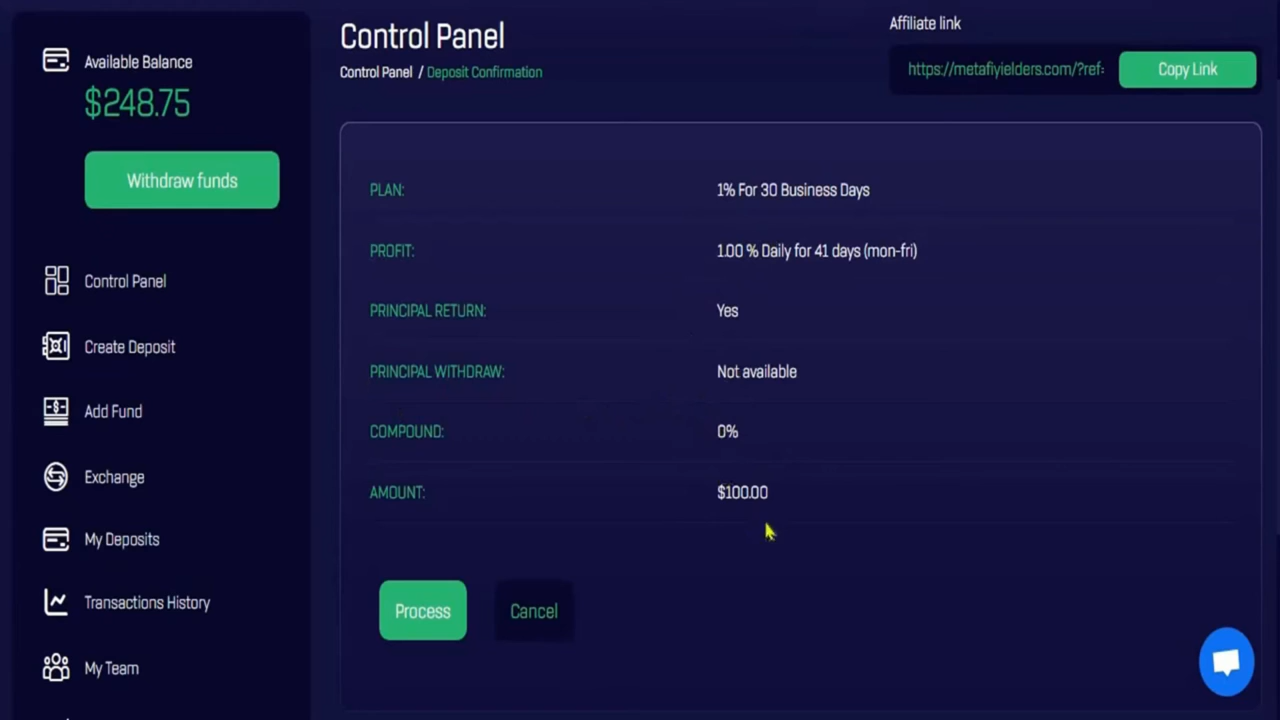 Available Balance
$248.75
Withdraw funds
Control Panel
Create Deposit
Add Fund
Exchange
My Deposits
Transactions History
My Team
Control Panel
Control Panel / Deposit Confirmation
Affiliate link
https://metafiyielders.com/?ref:
Copy Link
PLAN: 1% For 30 Business Days
PROFIT: 1.00 % Daily for 41 days (mon-fri)
PRINCIPAL RETURN: Yes
PRINCIPAL WITHDRAW: Not available
COMPOUND: 0%
AMOUNT: $100.00
Process Cancel